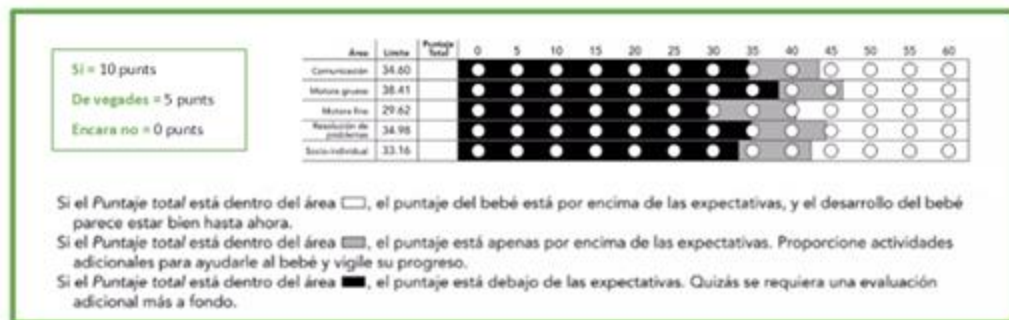 Sí = 10 punts
De vegades = 5 punts
Encara no = 0 punts
Área Límite Puntaje Total 0 5 10 15 20 25 30 35 40 45 50 55 60
Comunicación 34.60
Motora gruesa 38.41
Motora fina 29.62
Resolución de problemas 34.98
Socio-individual 33.16
Si el Puntaje total está dentro del área , el puntaje del bebé está por encima de las expectativas, y el desarrollo del bebé
parece estar bien hasta ahora.
Si el Puntaje total está dentro del área , el puntaje está apenas por encima de las expectativas. Proporcione actividades
adicionales para ayudarle al bebé y vigile su progreso.
Si el Puntaje total está dentro del área , el puntaje está debajo de las expectativas. Quizás se requiera una evaluación
adicional más a fondo.